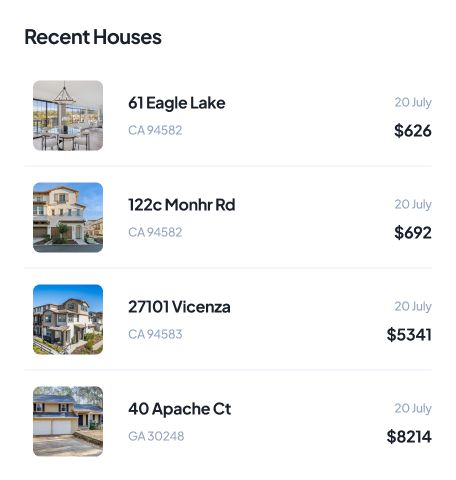 Recent Houses
61 Eagle Lake
20 July
CA 94582
$626
122c Monhr Rd
20 July
CA 94582
$692
27101 Vicenza
20 July
CA 94583
$5341
40 Apache Ct
20 July
GA 30248
$8214